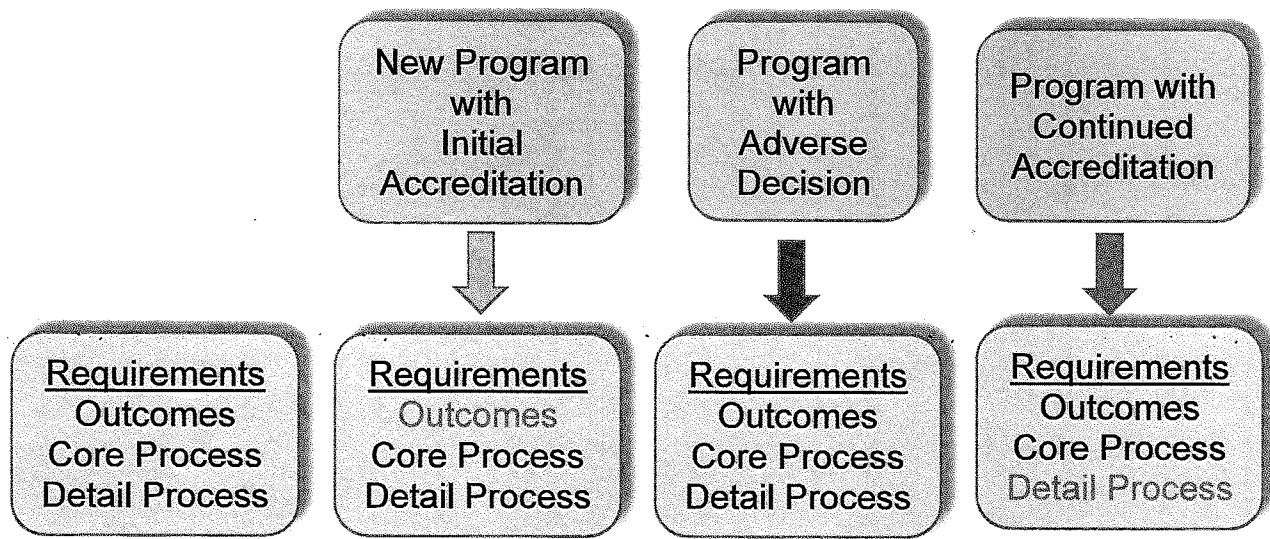 New Program
with
Initial
Accreditation
Program
with
Adverse
Decision
Program with
Continued
Accreditation
Requirements
Outcomes
Core Process
Detail Process
Requirements
Outcomes
Core Process
Detail Process
Requirements
Outcomes
Core Process
Detail Process
Requirements
Outcomes
Core Process
Detail Process